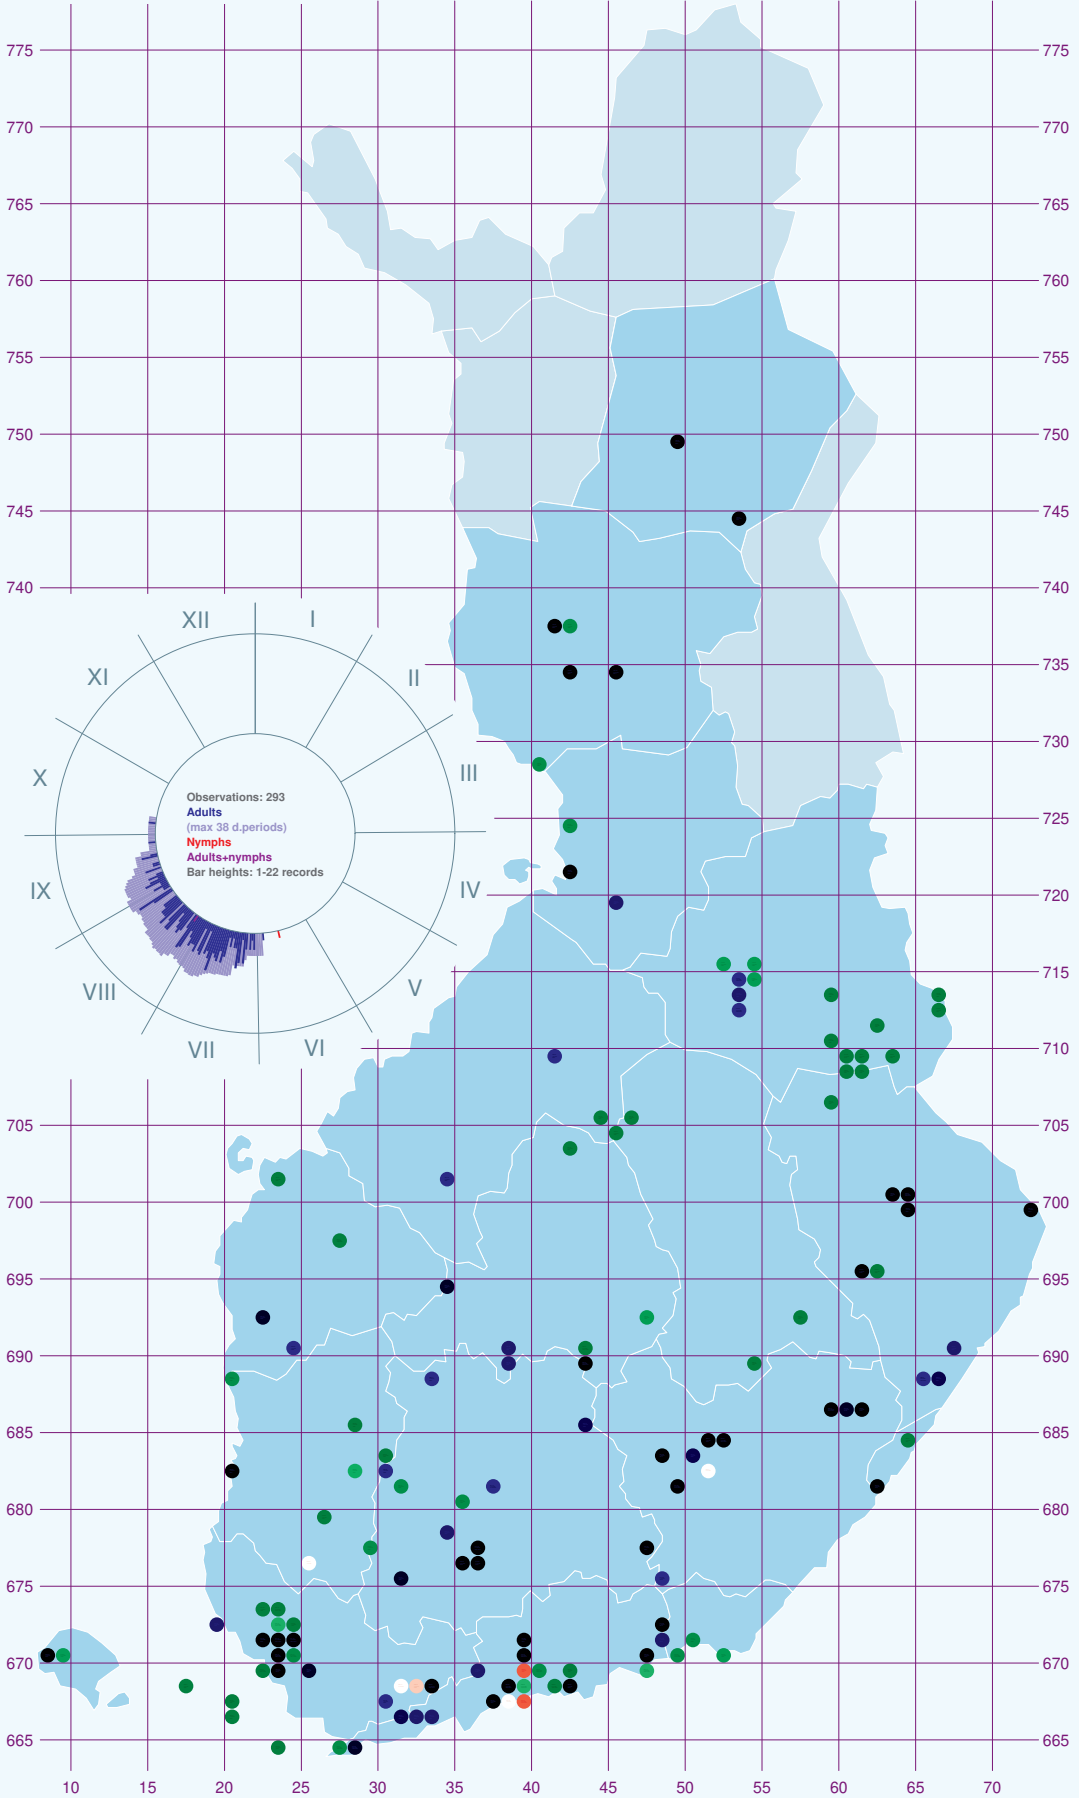 775 775
770 770
765 765
760 760
755 755
750 750
745 745
740 740
XII I
XI II
735 735
730 730
X III
Observations: 293
Adults
(max 38 d.periods)
Nymphs
Adults+nymphs
Bar heights: 1-22 records
725 725
IX IV
720 720
VIII V
715 715
VII VI
710 710
705 705
700 700
695 695
690 690
685 685
680 680
675 675
670 670
665 665
10 15 20 25 30 35 40 45 50 55 60 65 70